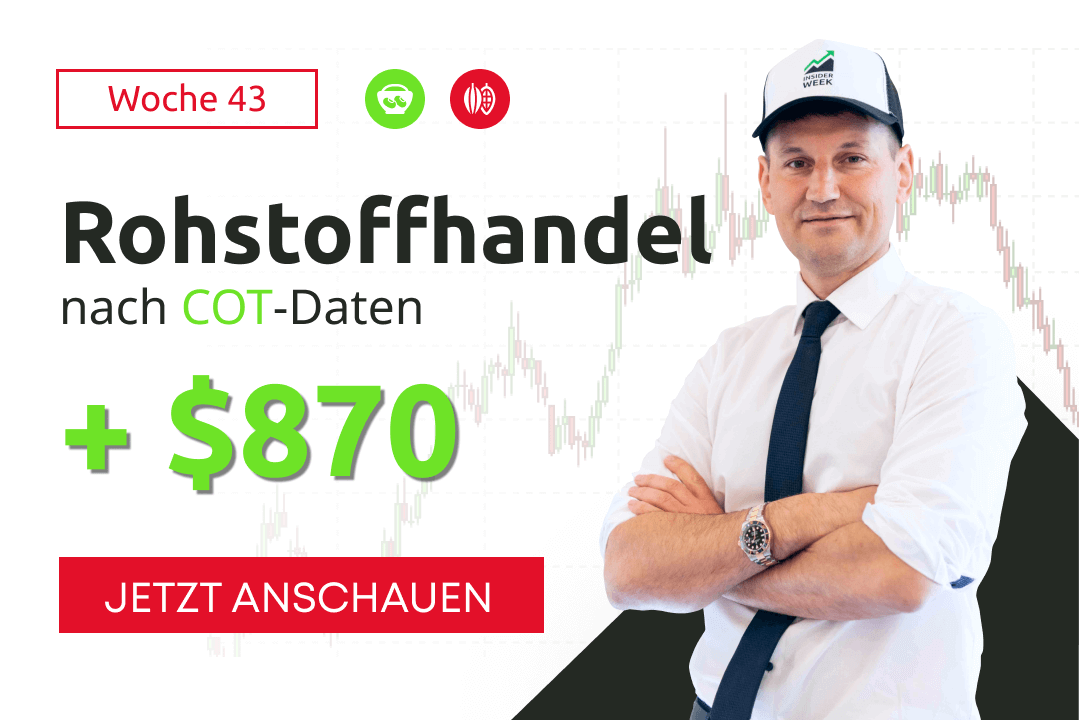 Woche 43
INSIDER
WEEK
Rohstoffhandel
nach COT-Daten
+ $870
JETZT ANSCHAUEN